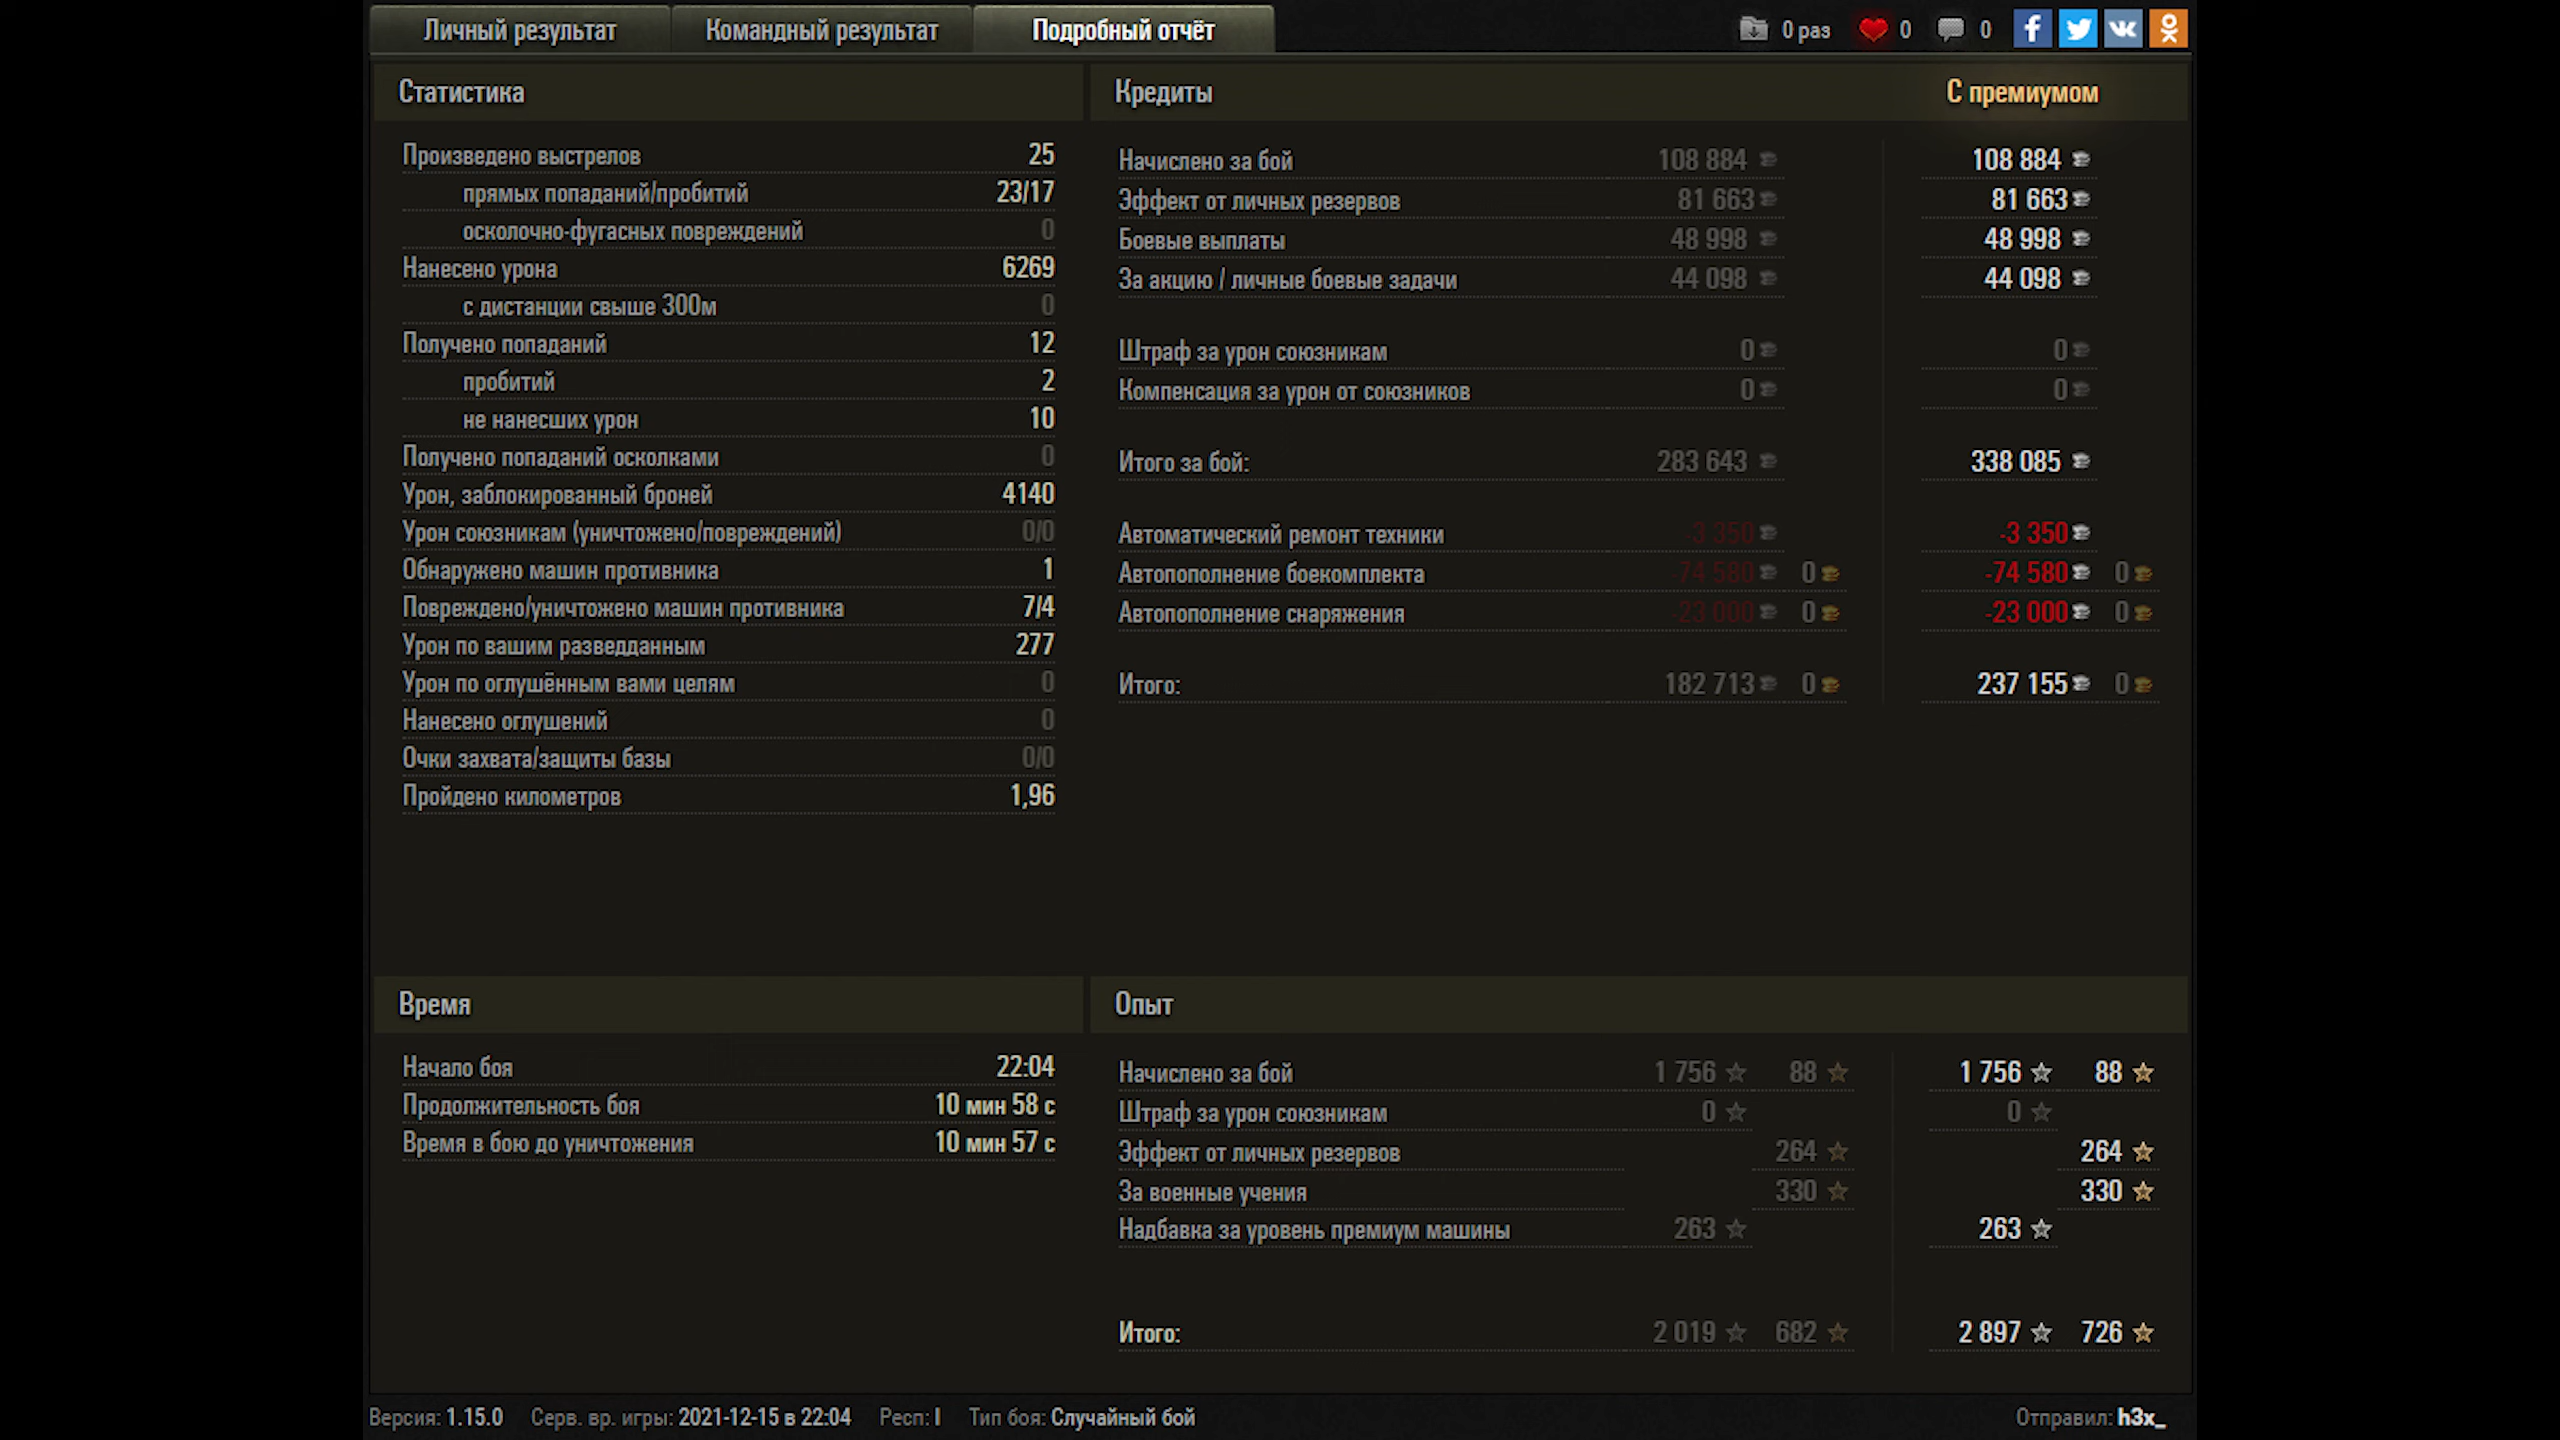 Личный результат Командный результат Подробный отчёт 0 раз 0 0
Статистика
Произведено выстрелов 25
прямых попаданий/пробитий 23/17
осколочно-фугасных повреждений 0
Нанесено урона 6269
с дистанции свыше 300м 0
Получено попаданий 12
пробитий 2
не нанесших урон 10
Получено попаданий осколками 0
Урон, заблокированный броней 4140
Урон союзникам (уничтожено/повреждений) 0/0
Обнаружено машин противника 1
Повреждено/уничтожено машин противника 7/4
Урон по вашим разведданным 277
Урон по оглушённым вами целям 0
Нанесено оглушений 0
Очки захвата/защиты базы 0/0
Пройдено километров 1,96
Кредиты С премиумом
Начислено за бой 108 884 108 884
Эффект от личных резервов 81 663 81 663
Боевые выплаты 48 998 48 998
За акцию / личные боевые задачи 44 098 44 098
Штраф за урон союзникам 0 0
Компенсация за урон от союзников 0 0
Итого за бой: 283 643 338 085
Автоматический ремонт техники -3 350 -3 350
Автопополнение боекомплекта -74 580 0 -74 580 0
Автопополнение снаряжения -23 000 0 -23 000 0
Итого: 182 713 0 237 155 0
Время
Начало боя 22:04
Продолжительность боя 10 мин 58 с
Время в бою до уничтожения 10 мин 57 с
Опыт
Начислено за бой 1 756 88 1 756 88
Штраф за урон союзникам 0 0
Эффект от личных резервов 264 264
За военные учения 330 330
Надбавка за уровень премиум машины 263 263
Итого: 2 019 682 2 897 726
Версия: 1.15.0 Серв. вр. игры: 2021-12-15 в 22:04 Респ: I Тип боя: Случайный бой Отправил: h3x_